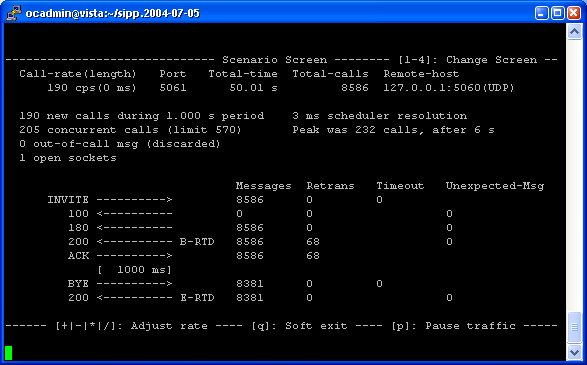 ocadmin@vista:~/sipp.2004-07-05
------------------------------ Scenario Screen -------- [1-4]: Change Screen --
  Call-rate(length)   Port   Total-time  Total-calls  Remote-host
      190 cps(0 ms)   5061      50.01 s         8586  127.0.0.1:5060(UDP)
  190 new calls during 1.000 s period    3 ms scheduler resolution
  205 concurrent calls (limit 570)       Peak was 232 calls, after 6 s
  0 out-of-call msg (discarded)
  1 open sockets
                                 Messages  Retrans   Timeout   Unexpected-Msg
      INVITE ---------->         8586      0         0
         100 <----------         0         0                   0
         180 <----------         8586      0                   0
         200 <----------  B-RTD  8586      68                  0
         ACK ---------->         8586      68
             [  1000 ms]
         BYE ---------->         8381      0         0
         200 <----------  E-RTD  8381      0                   0
------ [+|-|*|/]: Adjust rate ---- [q]: Soft exit ---- [p]: Pause traffic -----